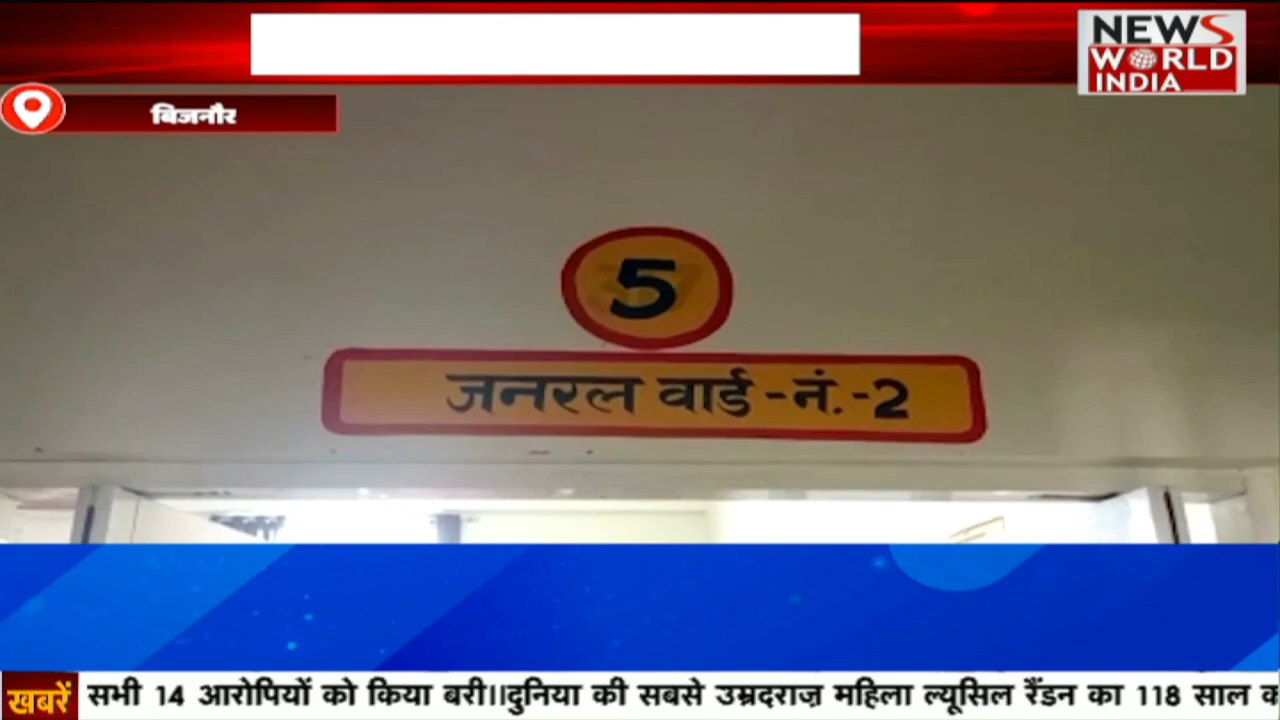 NEWS
WORLD
INDIA
बिजनौर
5
जनरल वार्ड -नं.-2
खबरें
सभी 14 आरोपियों को किया बरी।।दुनिया की सबसे उम्रदराज़ महिला ल्यूसिल रैंडन का 118 साल